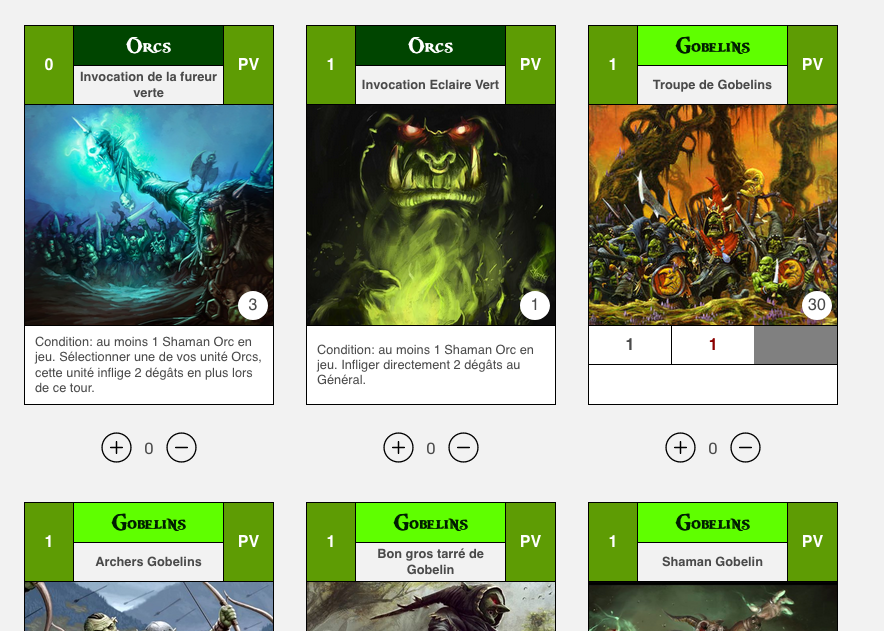 0
Orcs
PV
Invocation de la fureur
verte
3
Condition: au moins 1 Shaman Orc en
jeu. Sélectionner une de vos unité Orcs,
cette unité inflige 2 dégâts en plus lors
de ce tour.
+ 0 −
1
Orcs
PV
Invocation Eclaire Vert
1
Condition: au moins 1 Shaman Orc en
jeu. Infliger directement 2 dégâts au
Général.
+ 0 −
1
Gobelins
PV
Troupe de Gobelins
30
1 1
+ 0 −
1
Gobelins
PV
Archers Gobelins
1
Gobelins
PV
Bon gros tarré de
Gobelin
1
Gobelins
PV
Shaman Gobelin